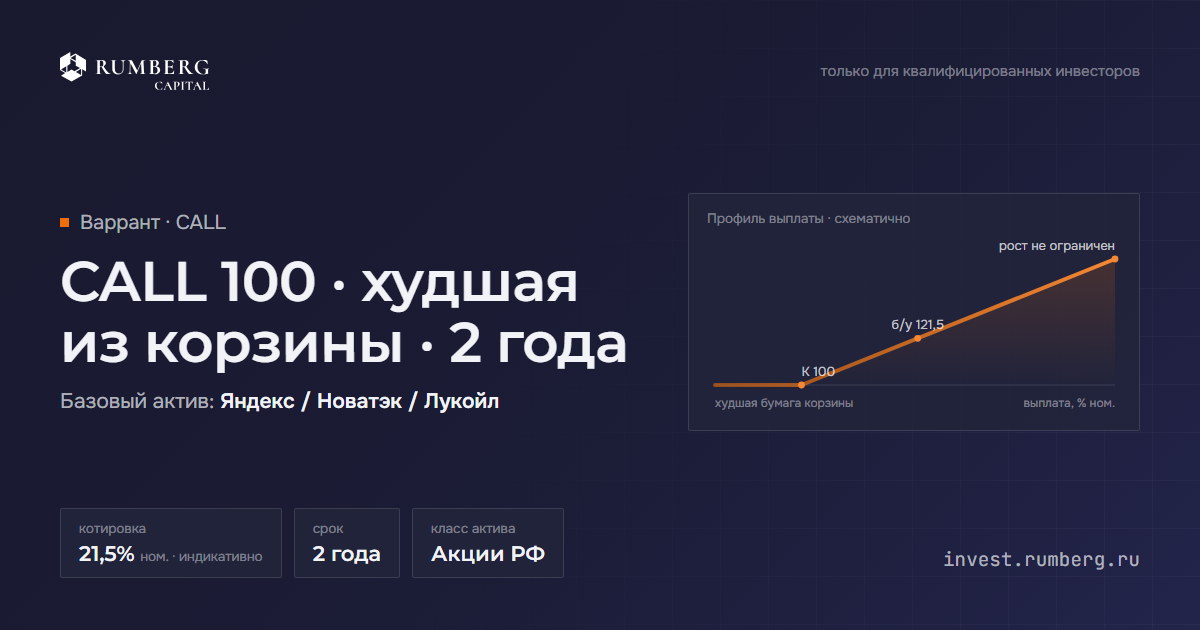 RUMBERG
CAPITAL
только для квалифицированных инвесторов
Варрант · CALL
CALL 100 · худшая
из корзины · 2 года
Базовый актив: Яндекс / Новатэк / Лукойл
Профиль выплаты · схематично
рост не ограничен
б/у 121,5
К 100
худшая бумага корзины
выплата, % ном.
котировка
21,5% ном. · индикативно
срок
2 года
класс актива
Акции РФ
invest.rumberg.ru